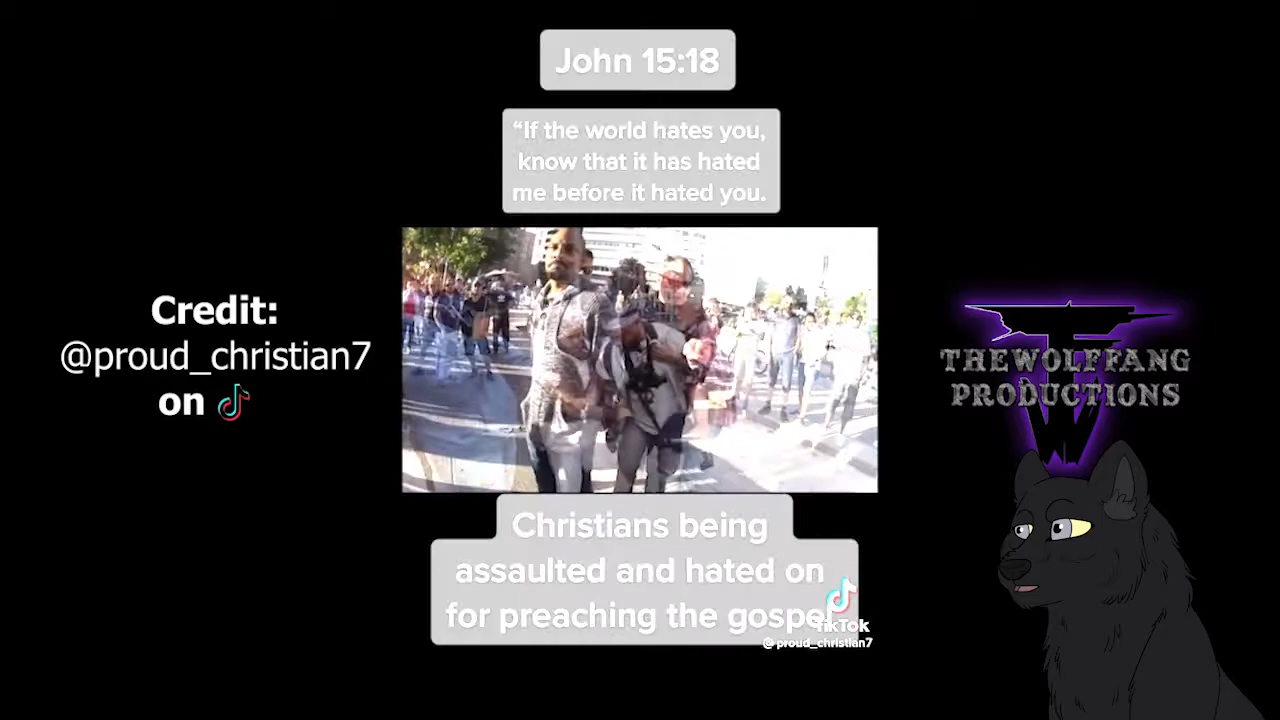 John 15:18
“If the world hates you,
know that it has hated
me before it hated you.
Credit:
@proud_christian7
on
THEWOLFFANG
PRODUCTIONS
Christians being
assaulted and hated on
for preaching the gospel
TikTok
@proud_christian7